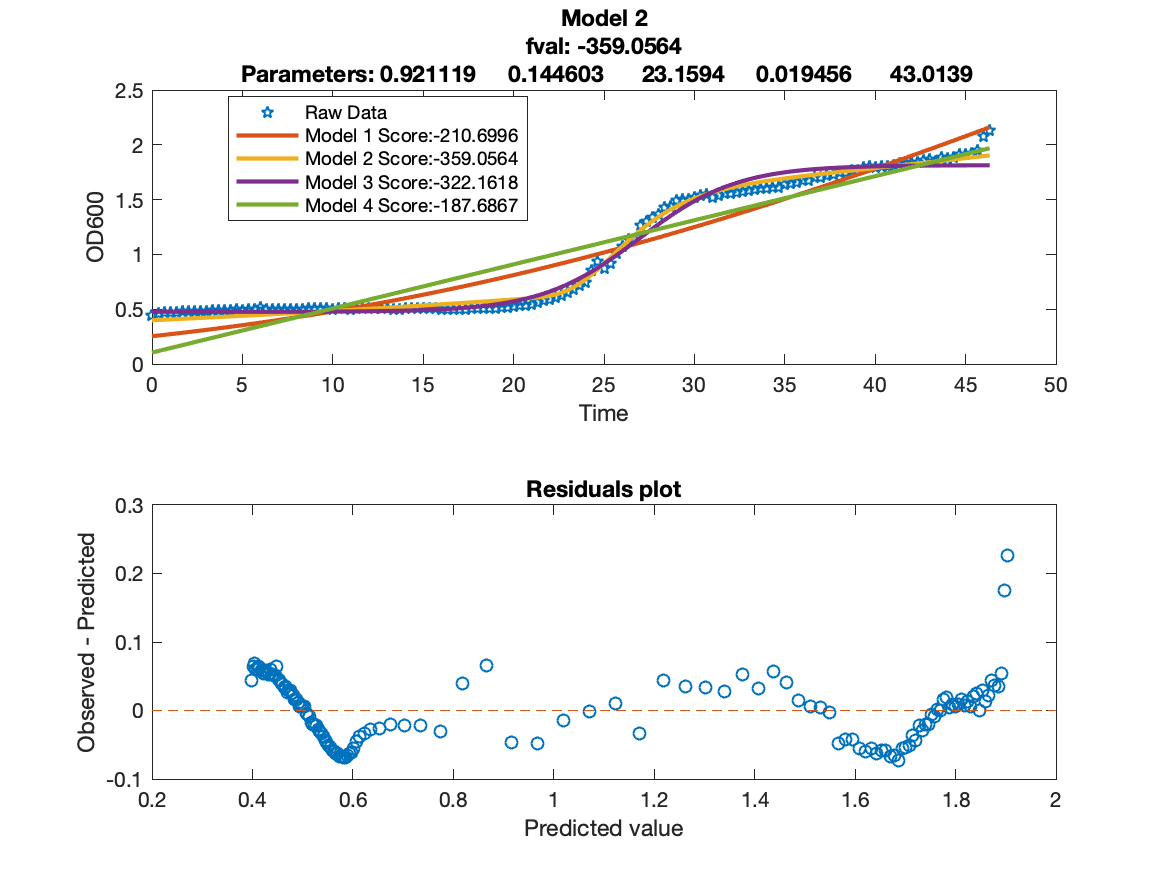 Model 2
fval: -359.0564
Parameters: 0.921119 0.144603 23.1594 0.019456 43.0139
2.5
2
1.5
1
0.5
0
OD600
Raw Data
Model 1 Score:-210.6996
Model 2 Score:-359.0564
Model 3 Score:-322.1618
Model 4 Score:-187.6867
0 5 10 15 20 25 30 35 40 45 50
Time
Residuals plot
0.3
0.2
0.1
0
-0.1
Observed - Predicted
0.2 0.4 0.6 0.8 1 1.2 1.4 1.6 1.8 2
Predicted value